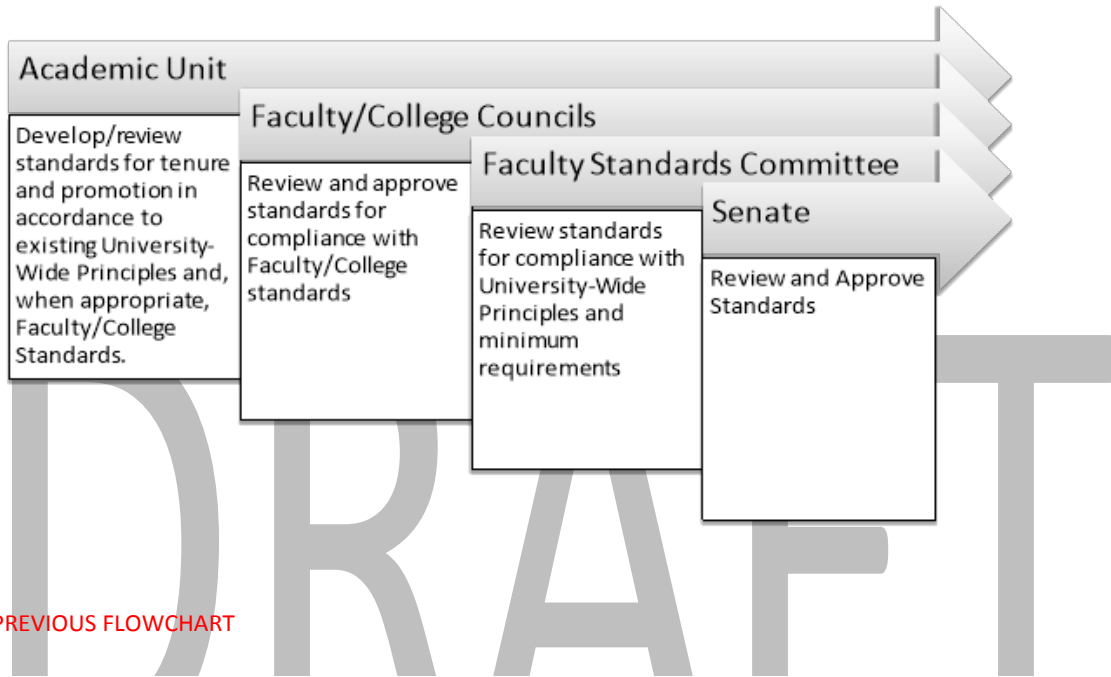 Academic Unit
Develop/review
standards for tenure
and promotion in
accordance to
existing University-
Wide Principles and,
when appropriate,
Faculty/College
Standards.
Faculty/College Councils
Review and approve
standards for
compliance with
Faculty/College
standards
Faculty Standards Committee
Review standards
for compliance with
University-Wide
Principles and
minimum
requirements
Senate
Review and Approve
Standards
DRAFT
PREVIOUS FLOWCHART